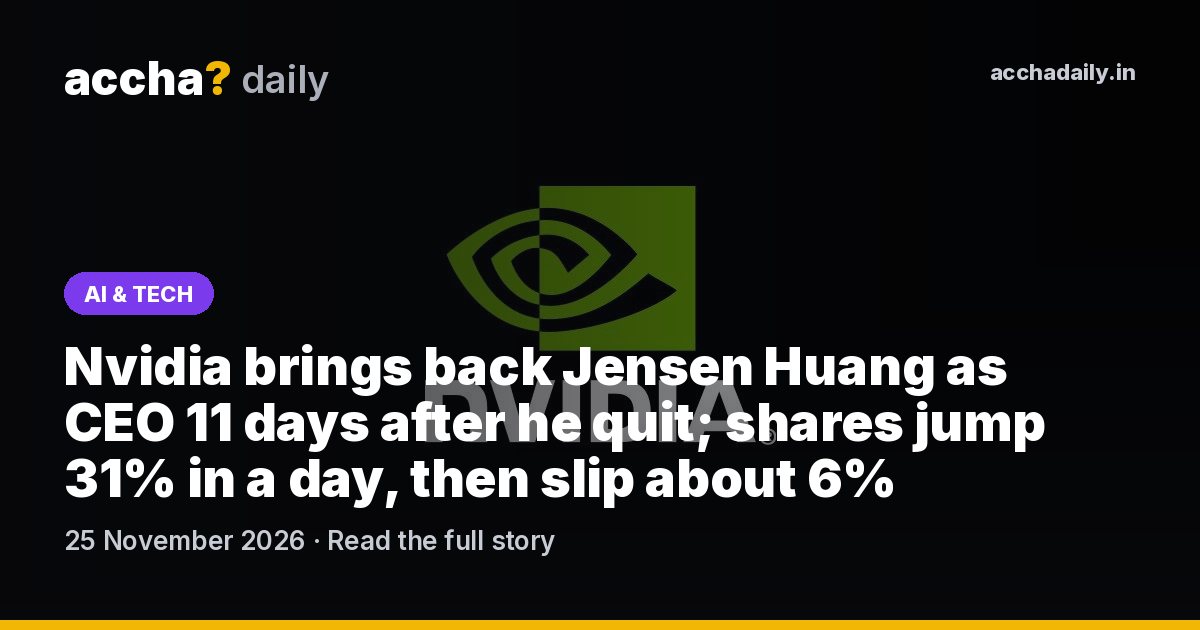 accha? daily
acchadaily.in
AI & TECH
Nvidia brings back Jensen Huang as
CEO 11 days after he quit; shares jump
31% in a day, then slip about 6%
NVIDIA®
25 November 2026 · Read the full story